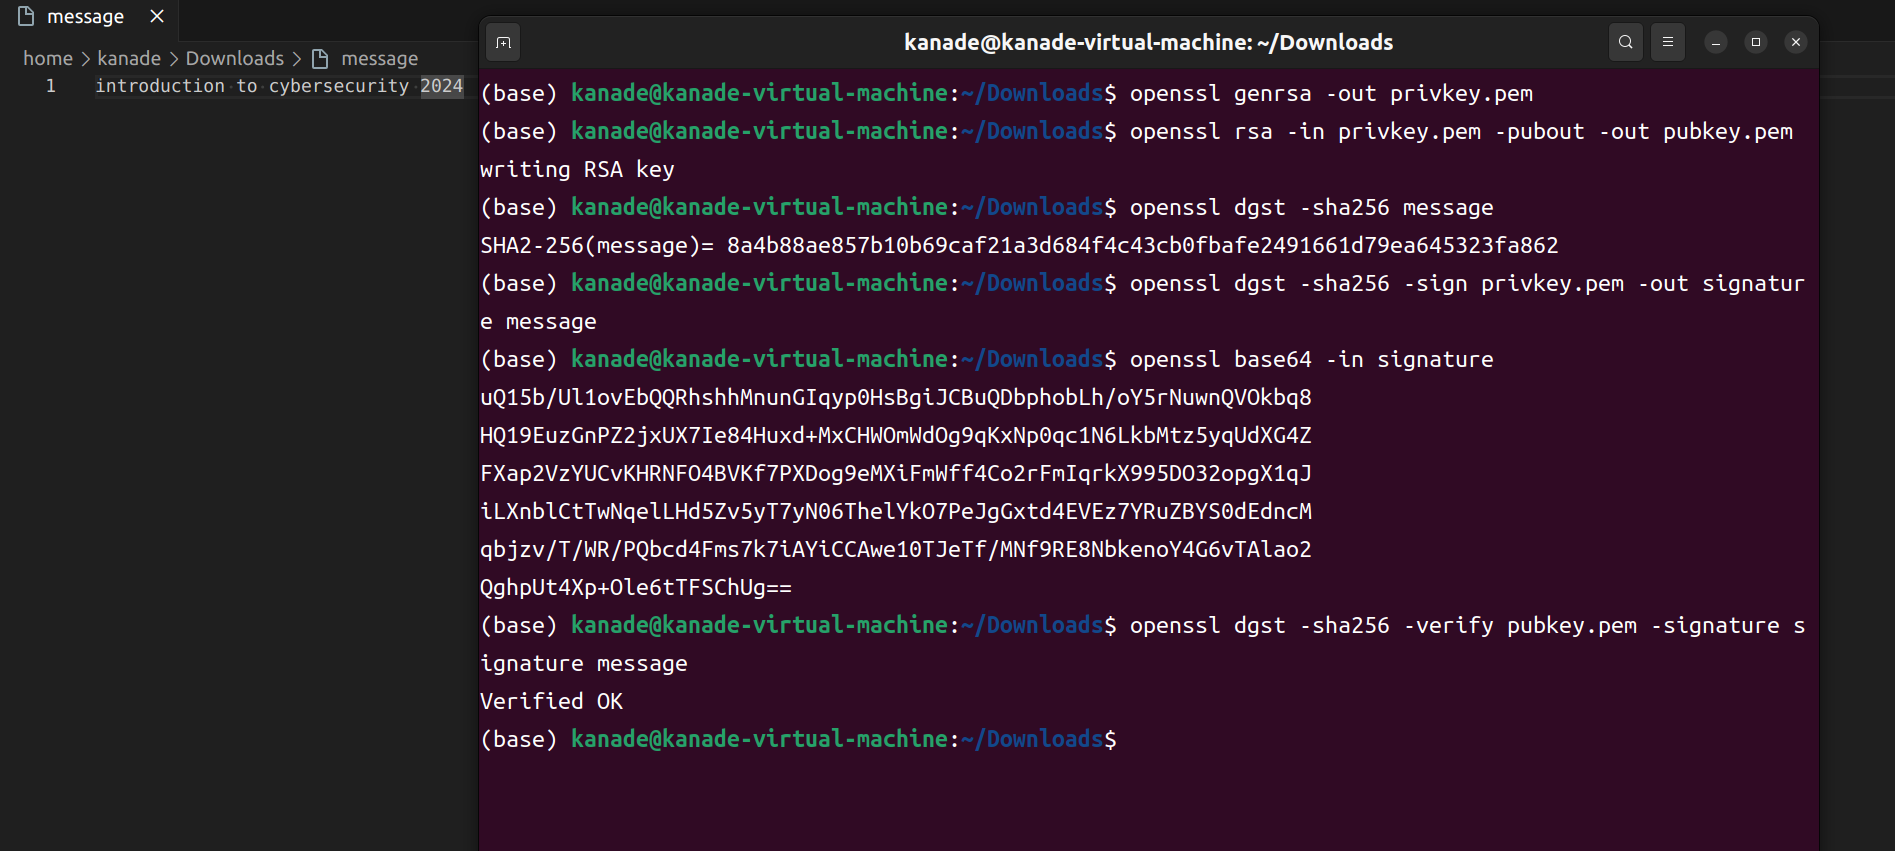 message
home > kanade > Downloads > message
1 introduction to cybersecurity 2024
kanade@kanade-virtual-machine: ~/Downloads
(base) kanade@kanade-virtual-machine:~/Downloads$ openssl genrsa -out privkey.pem
(base) kanade@kanade-virtual-machine:~/Downloads$ openssl rsa -in privkey.pem -pubout -out pubkey.pem
writing RSA key
(base) kanade@kanade-virtual-machine:~/Downloads$ openssl dgst -sha256 message
SHA2-256(message)= 8a4b88ae857b10b69caf21a3d684f4c43cb0fbafe2491661d79ea645323fa862
(base) kanade@kanade-virtual-machine:~/Downloads$ openssl dgst -sha256 -sign privkey.pem -out signatur
e message
(base) kanade@kanade-virtual-machine:~/Downloads$ openssl base64 -in signature
uQ15b/Ul1ovEbQQRhshhMnunGIqyp0HsBgiJCBuQDbphobLh/oY5rNuwnQVOkbq8
HQ19EuzGnPZ2jxUX7Ie84Huxd+MxCHWOmWdOg9qKxNp0qc1N6LkbMtz5yqUdXG4Z
FXap2VzYUCvKHRNFO4BVKf7PXDog9eMXiFmWff4Co2rFmIqrkX995DO32opgX1qJ
iLXnblCtTwNqelLHd5Zv5yT7yN06ThelYkO7PeJgGxtd4EVEz7YRuZBYS0dEdncM
qbjzv/T/WR/PQbcd4Fms7k7iAYiCCAwe10TJeTf/MNf9RE8NbkenoY4G6vTAlao2
QghpUt4Xp+Ole6tTFSChUg==
(base) kanade@kanade-virtual-machine:~/Downloads$ openssl dgst -sha256 -verify pubkey.pem -signature s
ignature message
Verified OK
(base) kanade@kanade-virtual-machine:~/Downloads$